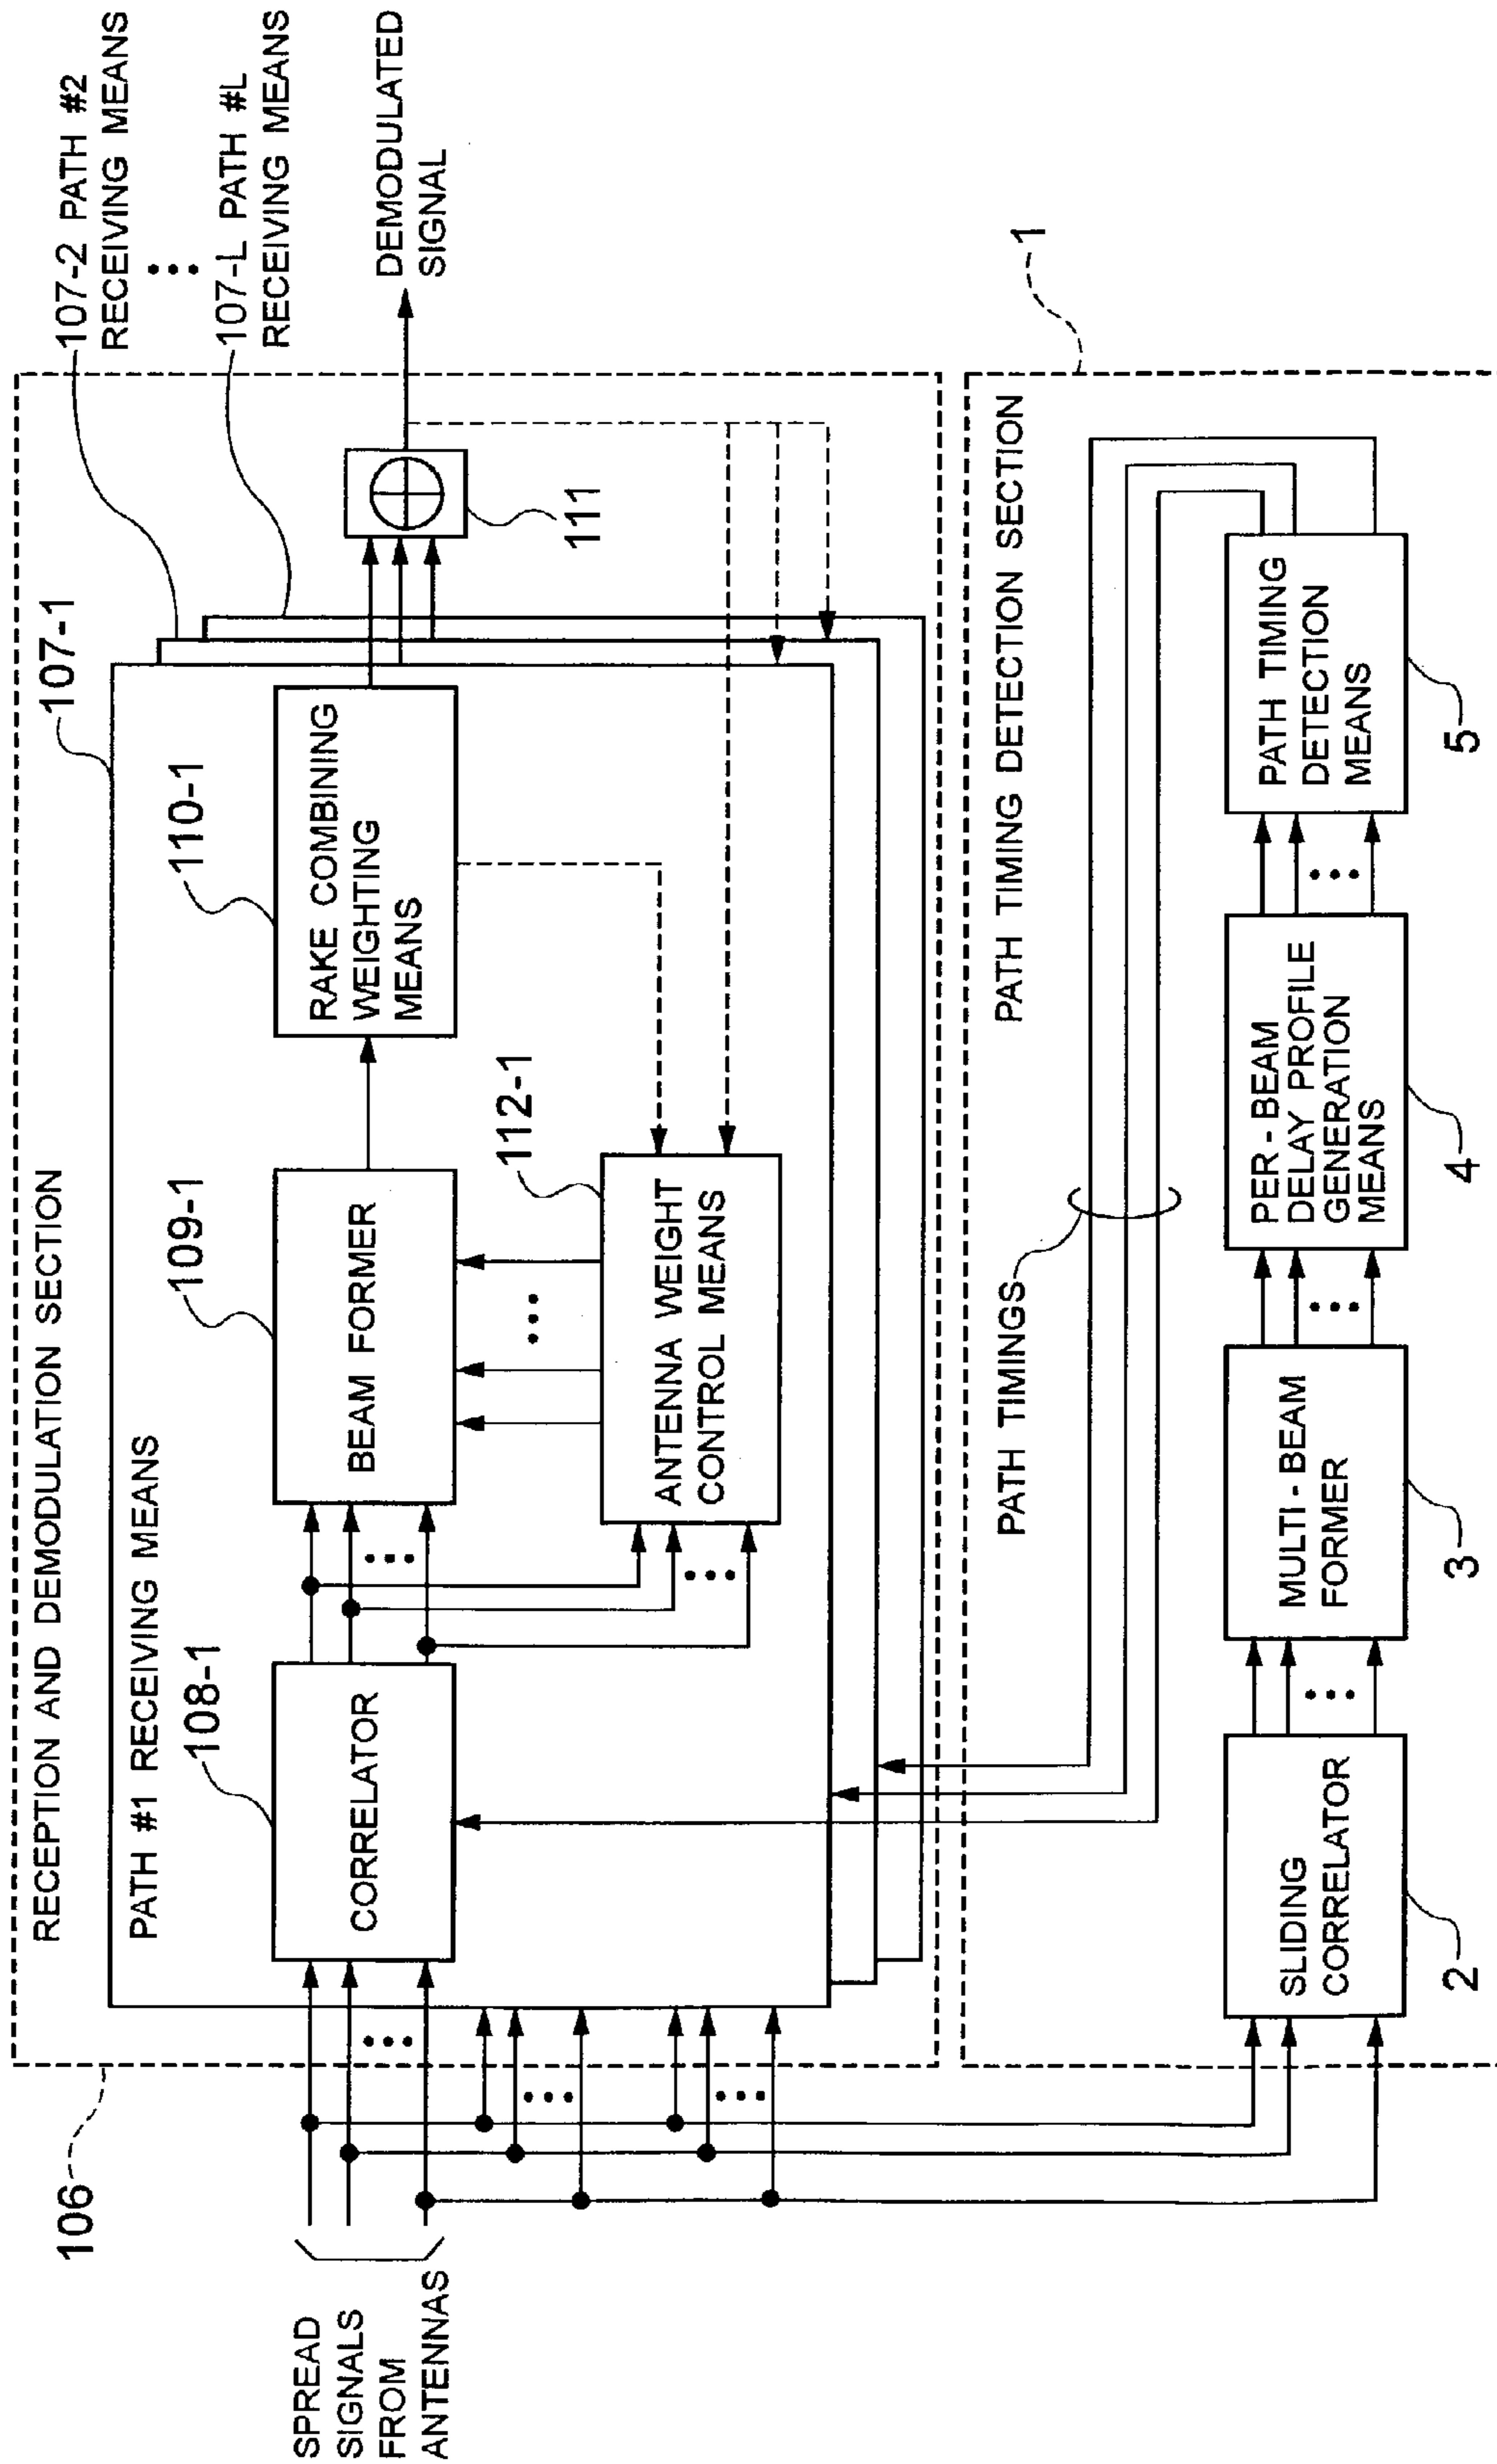 106
RECEPTION AND DEMODULATION SECTION
107-1
107-2 PATH #2
RECEIVING MEANS
107-L PATH #L
RECEIVING MEANS
PATH #1 RECEIVING MEANS
108-1
109-1
110-1
SPREAD
SIGNALS
FROM
ANTENNAS
CORRELATOR
BEAM FORMER
RAKE COMBINING
WEIGHTING
MEANS
DEMODULATED
SIGNAL
111
112-1
ANTENNA WEIGHT
CONTROL MEANS
PATH TIMING DETECTION SECTION
1
PATH TIMINGS
SLIDING
CORRELATOR
MULTI-BEAM
FORMER
PER-BEAM
DELAY PROFILE
GENERATION
MEANS
PATH TIMING
DETECTION
MEANS
2
3
4
5